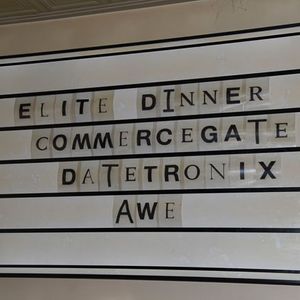 ELITE DINNER
COMMERCEGATE
DATETRONIX
AWE